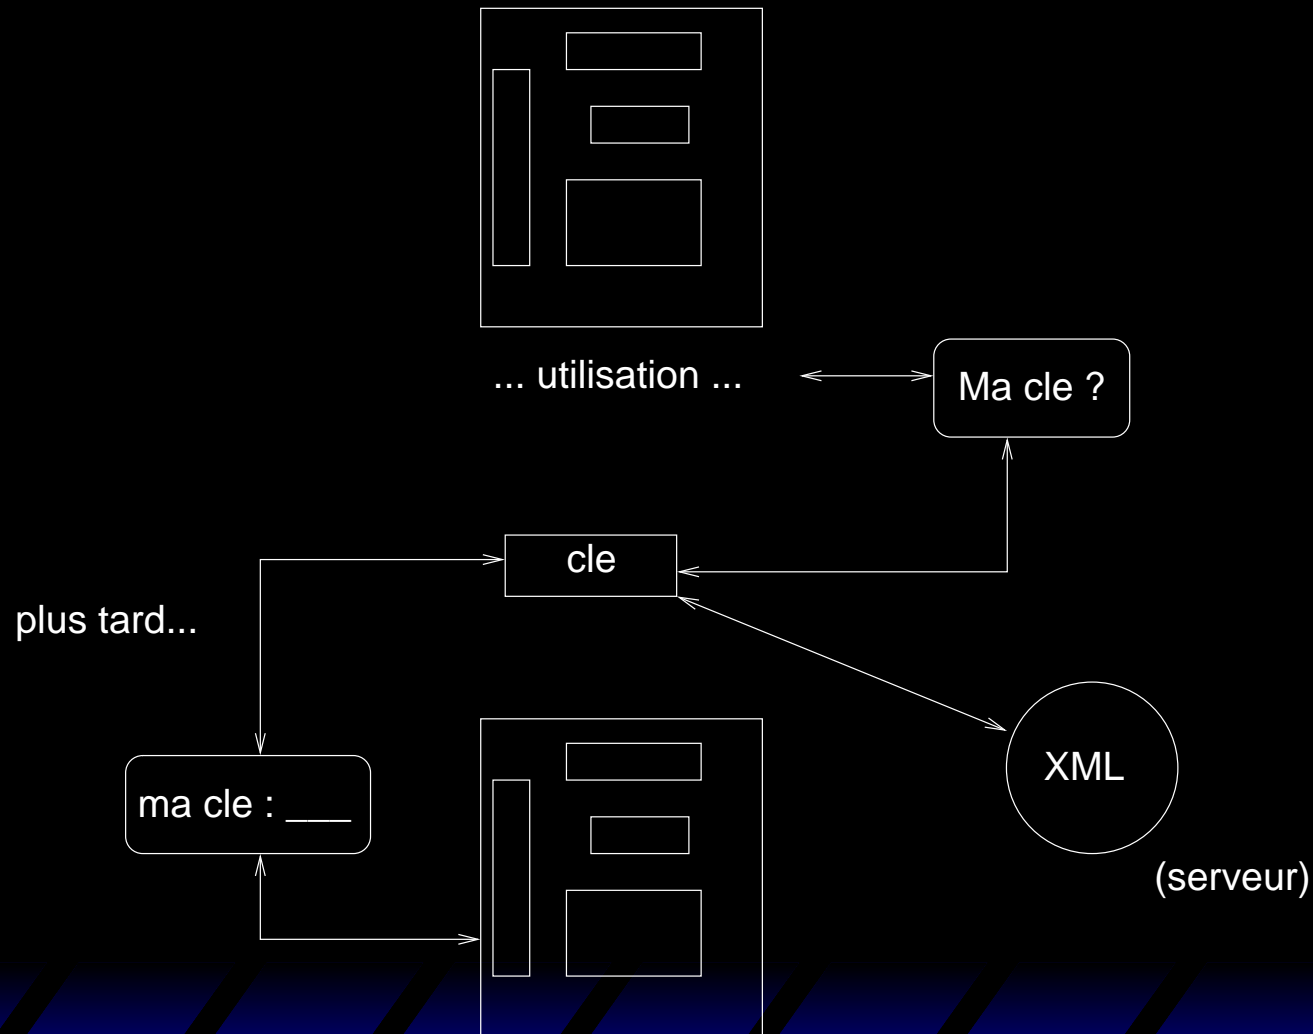 ... utilisation ...
Ma cle ?
cle
plus tard...
XML
ma cle : ___
(serveur)